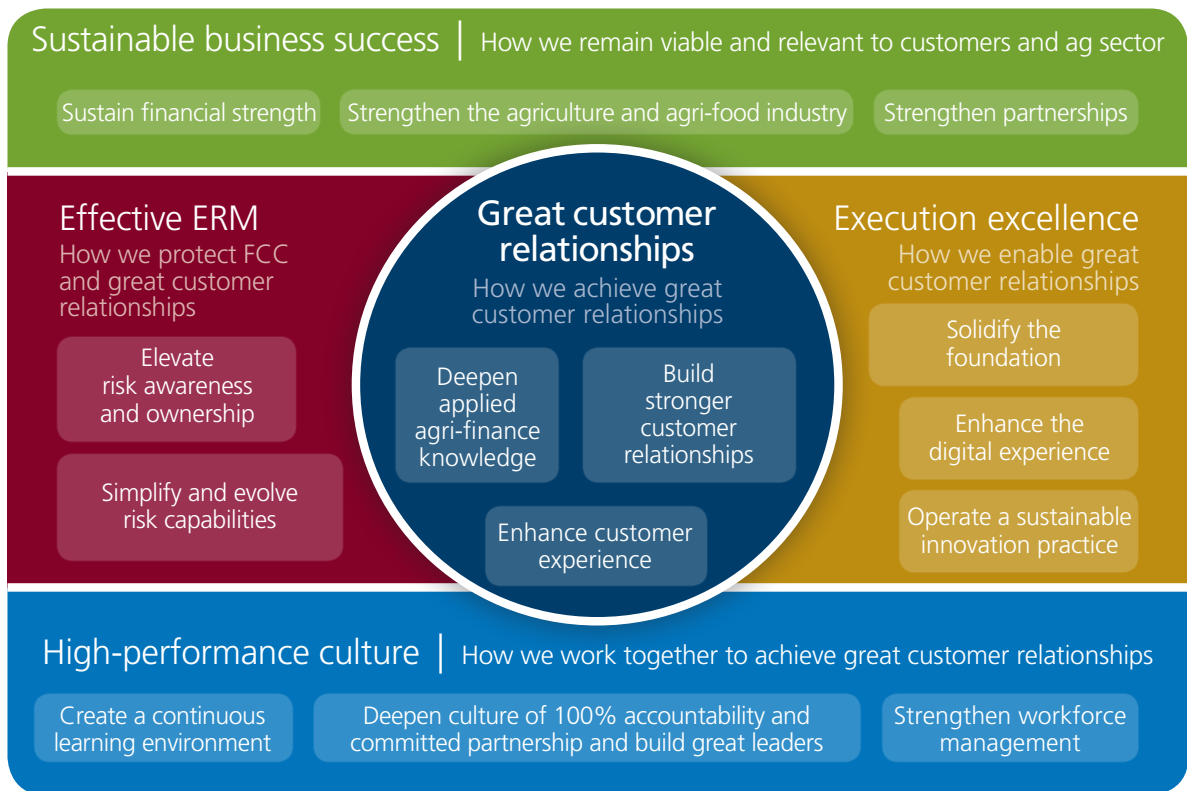 Sustainable business success | How we remain viable and relevant to customers and ag sector
Sustain financial strength
Strengthen the agriculture and agri-food industry
Strengthen partnerships
Effective ERM
How we protect FCC
and great customer
relationships
Elevate
risk awareness
and ownership
Simplify and evolve
risk capabilities
Great customer
relationships
How we achieve great
customer relationships
Deepen
applied
agri-finance
knowledge
Build
stronger
customer
relationships
Enhance customer
experience
Execution excellence
How we enable great
customer relationships
Solidify the
foundation
Enhance the
digital experience
Operate a sustainable
innovation practice
High-performance culture | How we work together to achieve great customer relationships
Create a continuous
learning environment
Deepen culture of 100% accountability and
committed partnership and build great leaders
Strengthen workforce
management